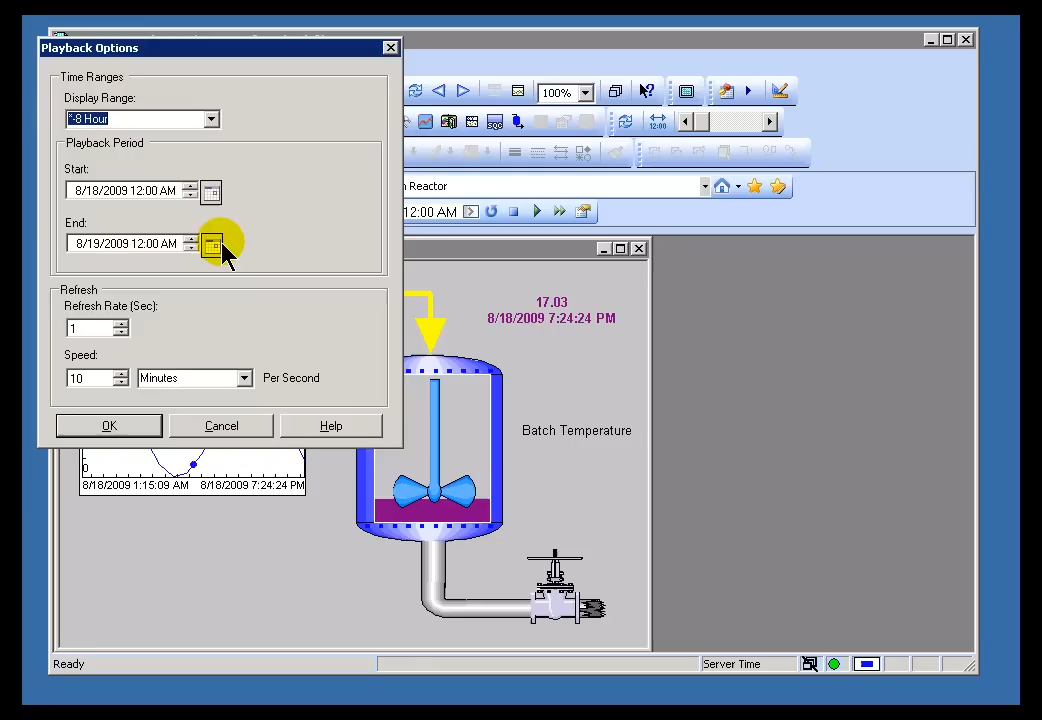 Playback Options
Time Ranges
Display Range:
*-8 Hour
100%
12:00
SQC
Playback Period
Start:
8/18/2009 12:00 AM
n Reactor
12:00 AM
End:
8/19/2009 12:00 AM
Refresh
Refresh Rate (Sec):
1
Speed:
10 Minutes Per Second
OK Cancel Help
17.03
8/18/2009 7:24:24 PM
Batch Temperature
0
8/18/2009 1:15:09 AM 8/18/2009 7:24:24 PM
Ready
Server Time